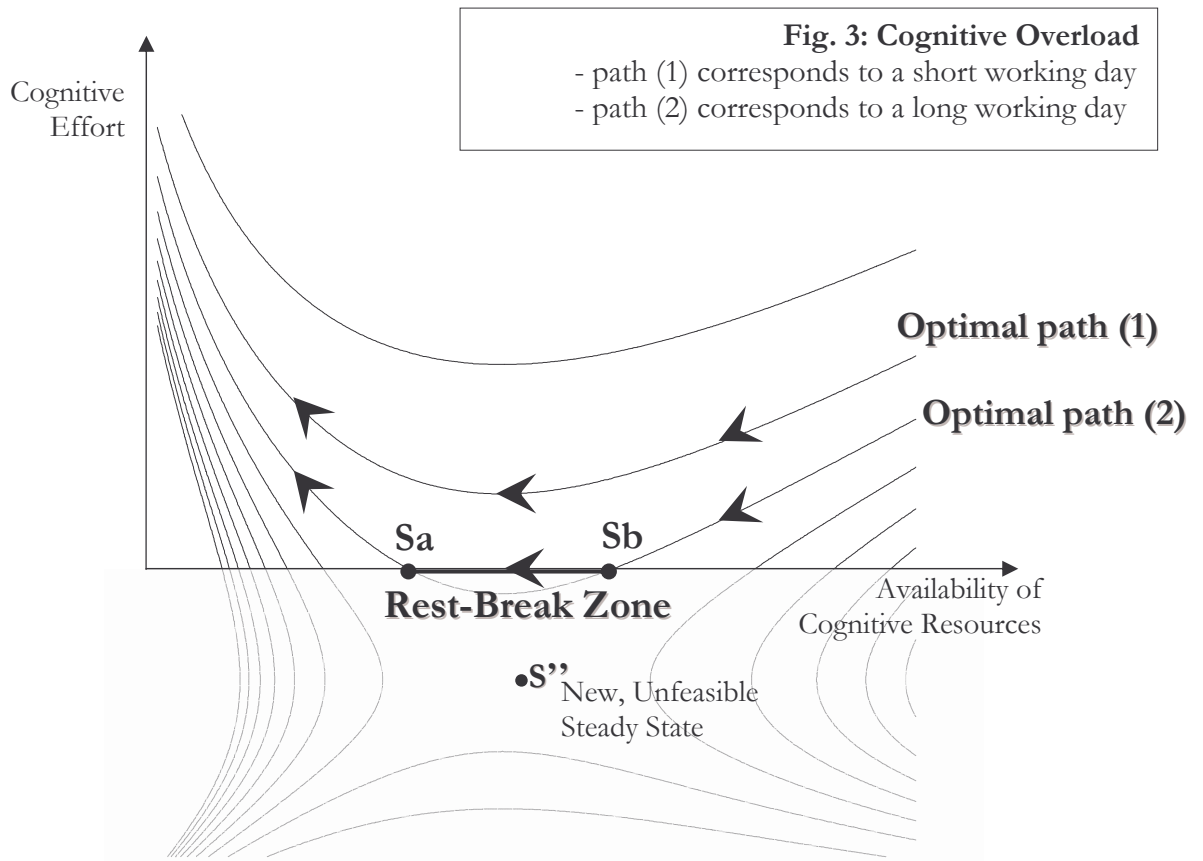 Fig. 3: Cognitive Overload
- path (1) corresponds to a short working day
- path (2) corresponds to a long working day
Cognitive
Effort
Optimal path (1)
Optimal path (2)
Sa
Sb
Rest-Break Zone
Availability of
Cognitive Resources
S’’
New, Unfeasible
Steady State